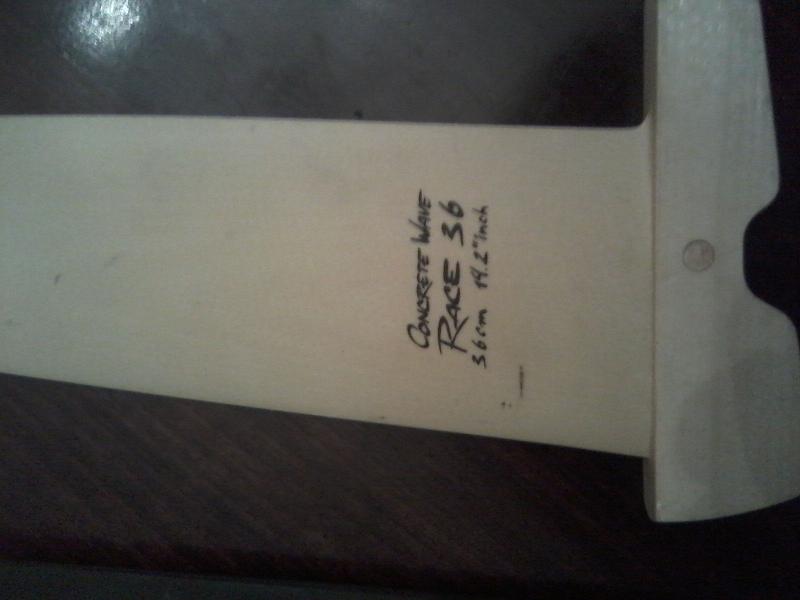 CONCRETE WAVE
RACE 36
36cm 14.2"inch